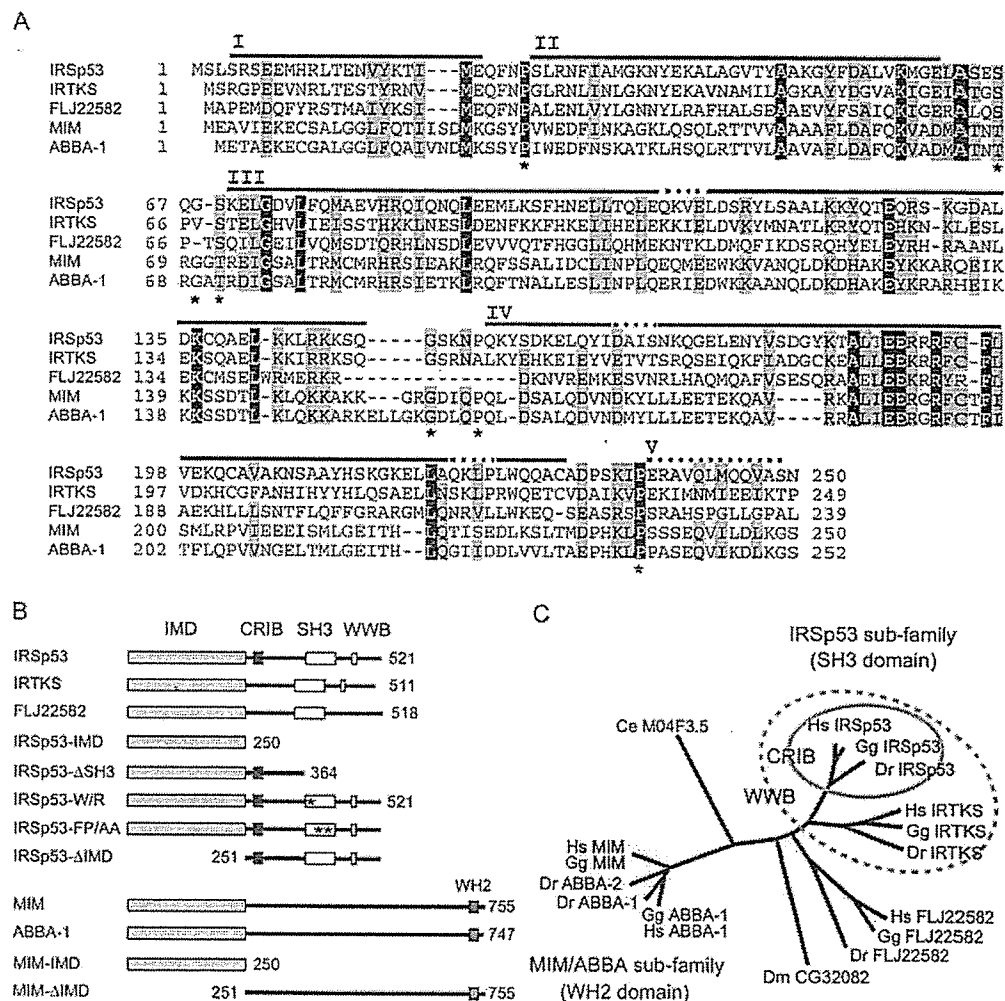 A
I II
IRSp53 1 MSLSRSEEMHRLTENVYKTI---MEQFNPSLRNFIAMGKNYEKALAGVTYAAKGYFDALVKMGELASES
IRTKS 1 MSRGPEEVNRLTESTYRNV---MEQFNPGLRNLINLGKNYEKAVNAMILAGKAYYDGVAKIGEIATGS
FLJ22582 1 MAPEMDQFYRSTMAIYKSI---MEQFNPALENLVYLGNNYLRAFHALSEAAEVYFSAIQKIGERALQS
MIM 1 MEAVIEKECSALGGLFQTIISDMKGSYPVWEDFINKAGKLQSQLRTTVVAAAAFLDAFQKVADMATNT
ABBA-1 1 METAEKECGALGGLFQAIVNDMKSSYPIWEDFNSKATKLHSQLRTTVLAAVAFLDAFQKVADMATNT
* *
III
IRSp53 67 QG-SKELGDVLFQMAEVHRQIQNQLEEMLKSFHNELLTQLEQKVELDSRYLSAALKKYQTEQRS-KGDAL
IRTKS 66 PV-STELGHVLIEISSTHKKLNESLDENFKKFHKEIIHELEKKIELDVKYMNATLKRYQTEHKN-KLESL
FLJ22582 66 P-TSQILGEILVQMSDTQRHLNSDLEVVVQTFHGGLLQHMEKNTKLDMQFIKDSRQHYELEYRH-RAANL
MIM 69 RGGTREIGSALTRMCMRHRSIEAKLRQFSSALIDCLINPLQEQMEEWKKVANQLDKDHAKEYKKARQEIK
ABBA-1 68 RGATRDIGSALTRMCMRHRSIETKLRQFTNALLESLINPLQERIEDWKKAANQLDKDHAKEYKRARHEIK
* *
IV
IRSp53 135 DKCQAEL-KKLRKKSQ-----GSKNPQKYSDKELQYIDAISNKQGELENYVSDGYKTALTEERRRFC-FL
IRTKS 134 EKSQAEL-KKIRRKSQ-----GSRNALKYEHKEIEYVETVTSRQSEIQKFIADGCKEALLEEKRRFC-FL
FLJ22582 134 EKCMSELWRMERKR--------------DKNVREMKESVNRLHAQMQAFVSESQRAAELEEKRRYR-FL
MIM 139 KKSSDTL-KLQKKAKK---GRGDIQPQL-DSALQDVNDKYLLLEETEKQAV----RKALIEERGRFCTFI
ABBA-1 138 KKSSDTL-KLQKKARKELLGKGDLQPQL-DSALQDVNDMYLLLEETEKQAV----RRALIEERGRFCTFI
* *
V
IRSp53 198 VEKQCAVAKNSAAYHSKGKELLAQKLPLWQQACADPSKIPERAVQLMQQVASN 250
IRTKS 197 VDKHCGFANHIHYYHLQSAELLNSKLPRWQETCVDAIKVPEKIMNMIEEIKTP 249
FLJ22582 188 AEKHLLLSNTFLQFFGRARGMLQNRVLLWKEQ-SEASRSPSRAHSPGLLGPAL 239
MIM 200 SMLRPVIEEEISMLGEITH---LQTISEDLKSLTMDPHKLPSSSEQVILDLKGS 250
ABBA-1 202 TFLQPVVNGELTMLGEITH---LQGIIDDLVVLTAEPHKLPPASEQVIKDLKGS 252
*
B
IMD CRIB SH3 WWB
IRSp53 521
IRTKS 511
FLJ22582 518
IRSp53-IMD 250
IRSp53-ΔSH3 364
IRSp53-W/R * 521
IRSp53-FP/AA **
IRSp53-ΔIMD 251
WH2
MIM 755
ABBA-1 747
MIM-IMD 250
MIM-ΔIMD 251 755
C
IRSp53 sub-family
(SH3 domain)
Ce M04F3.5
Hs IRSp53
CRIB
Gg IRSp53
Dr IRSp53
WWB
Hs IRTKS
Gg IRTKS
Dr IRTKS
Hs MIM
Gg MIM
Dr ABBA-2
Dr ABBA-1
Gg ABBA-1
Hs ABBA-1
Hs FLJ22582
Gg FLJ22582
Dr FLJ22582
Dm CG32082
MIM/ABBA sub-family
(WH2 domain)